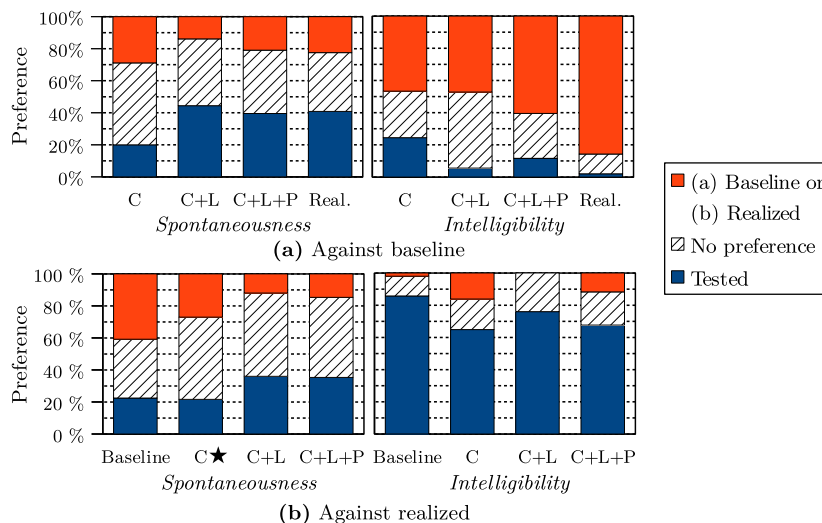 100%
80%
60%
40%
20%
0%
Preference
C C+L C+L+P Real.
Spontaneousness
C C+L C+L+P Real.
Intelligibility
(a) Against baseline
(a) Baseline or
(b) Realized
No preference
Tested
100 %
80 %
60 %
40 %
20 %
0 %
Preference
Baseline C★ C+L C+L+P
Spontaneousness
Baseline C C+L C+L+P
Intelligibility
(b) Against realized